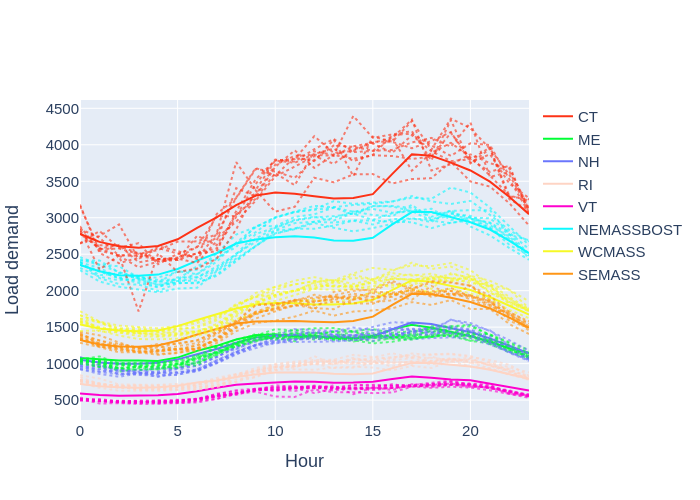 4500
4000
3500
3000
2500
2000
1500
1000
500
0
5
10
15
20
Hour
Load demand
CT
ME
NH
RI
VT
NEMASSBOST
WCMASS
SEMASS